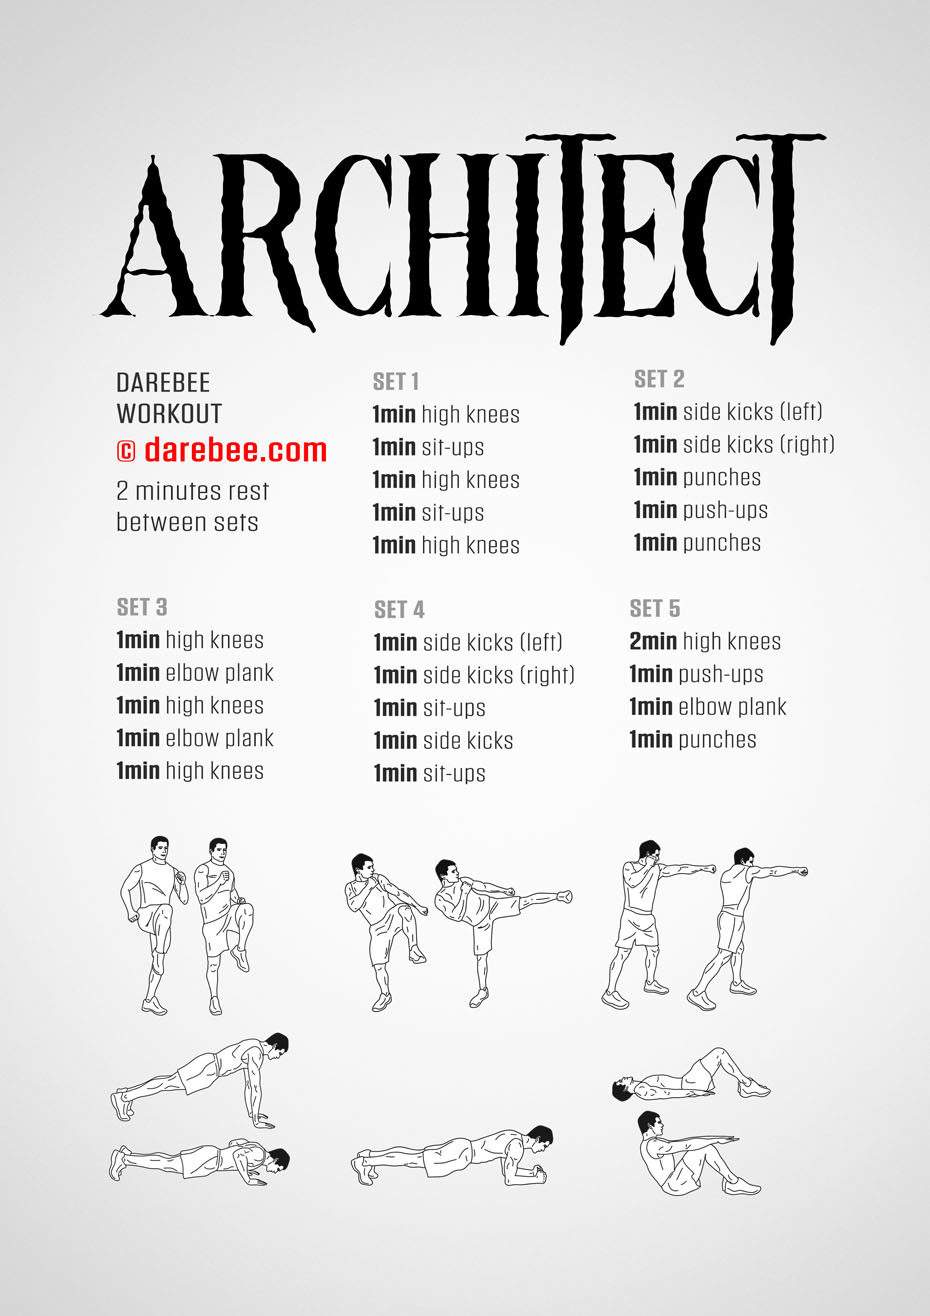 ARCHITECT
DAREBEE
WORKOUT
© darebee.com
2 minutes rest
between sets
SET 1
1min high knees
1min sit-ups
1min high knees
1min sit-ups
1min high knees
SET 2
1min side kicks (left)
1min side kicks (right)
1min punches
1min push-ups
1min punches
SET 3
1min high knees
1min elbow plank
1min high knees
1min elbow plank
1min high knees
SET 4
1min side kicks (left)
1min side kicks (right)
1min sit-ups
1min side kicks
1min sit-ups
SET 5
2min high knees
1min push-ups
1min elbow plank
1min punches